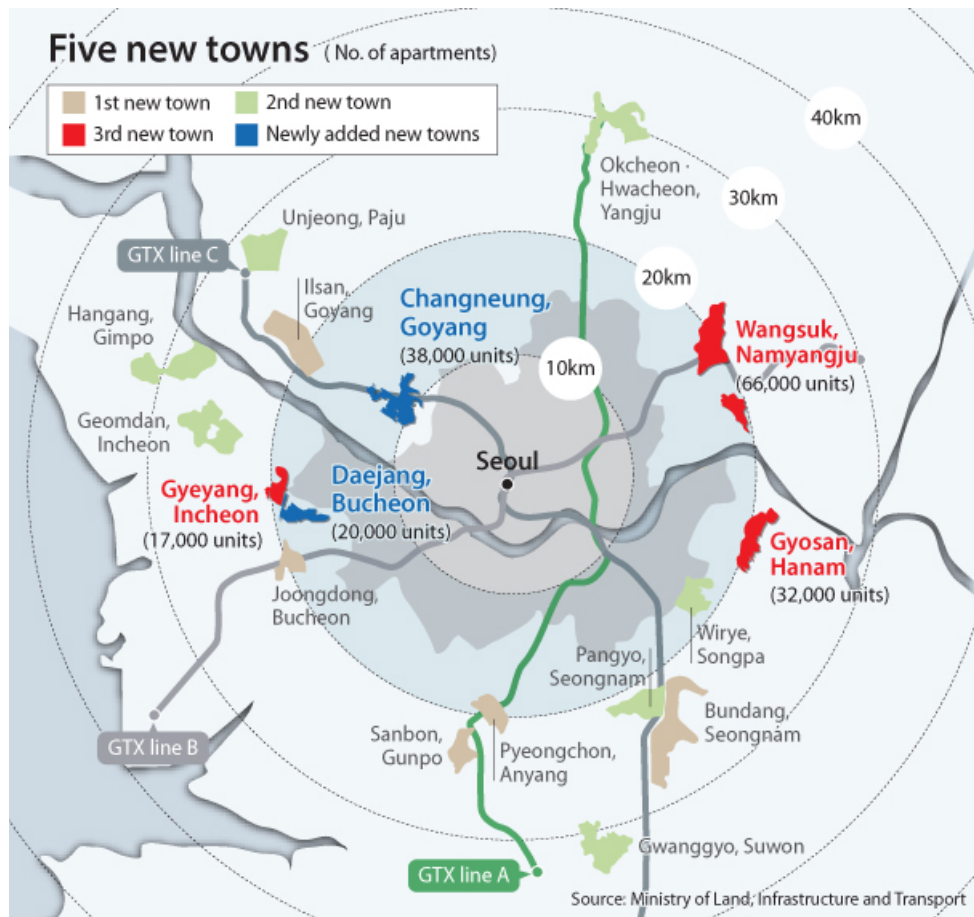 Five new towns ( No. of apartments)
1st new town
2nd new town
3rd new town
Newly added new towns
40km
30km
20km
10km
Okcheon ·
Hwacheon,
Yangju
Unjeong, Paju
GTX line C
Ilsan,
Goyang
Changneung,
Goyang
(38,000 units)
Hangang,
Gimpo
Wangsuk,
Namyangju
(66,000 units)
Geomdan,
Incheon
Seoul
Gyeyang,
Incheon
(17,000 units)
Daejang,
Bucheon
(20,000 units)
Gyosan,
Hanam
(32,000 units)
Joongdong,
Bucheon
Wirye,
Songpa
Pangyo,
Seongnam
Bundang,
Seongnam
GTX line B
Sanbon,
Gunpo
Pyeongchon,
Anyang
Gwanggyo, Suwon
GTX line A
Source: Ministry of Land, Infrastructure and Transport